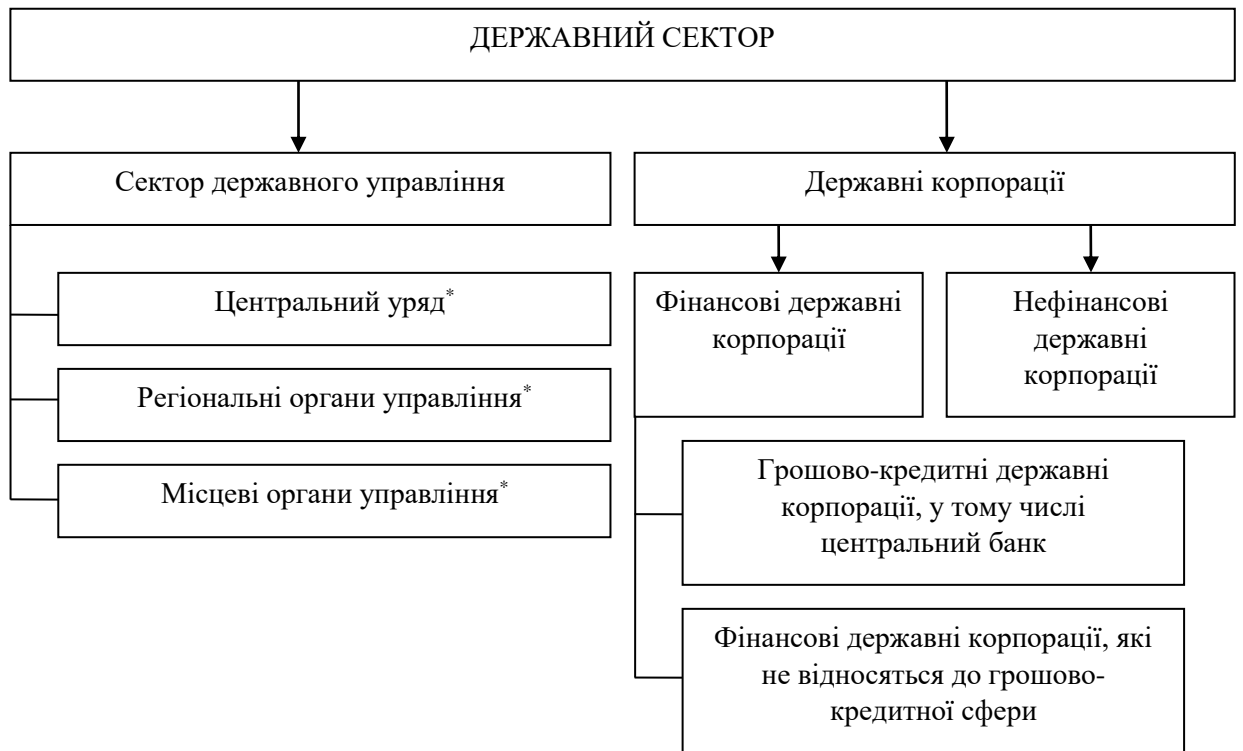 ДЕРЖАВНИЙ СЕКТОР
Сектор державного управління
Державні корпорації
Центральний уряд*
Регіональні органи управління*
Місцеві органи управління*
Фінансові державні
корпорації
Нефінансові
державні
корпорації
Грошово-кредитні державні
корпорації, у тому числі
центральний банк
Фінансові державні корпорації, які
не відносяться до грошово-
кредитної сфери